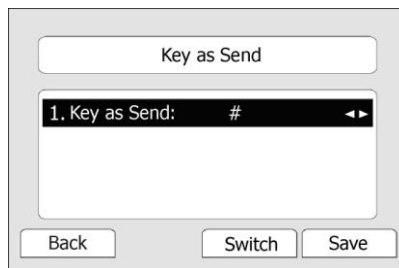 Key as Send
1. Key as Send: #
Back Switch Save